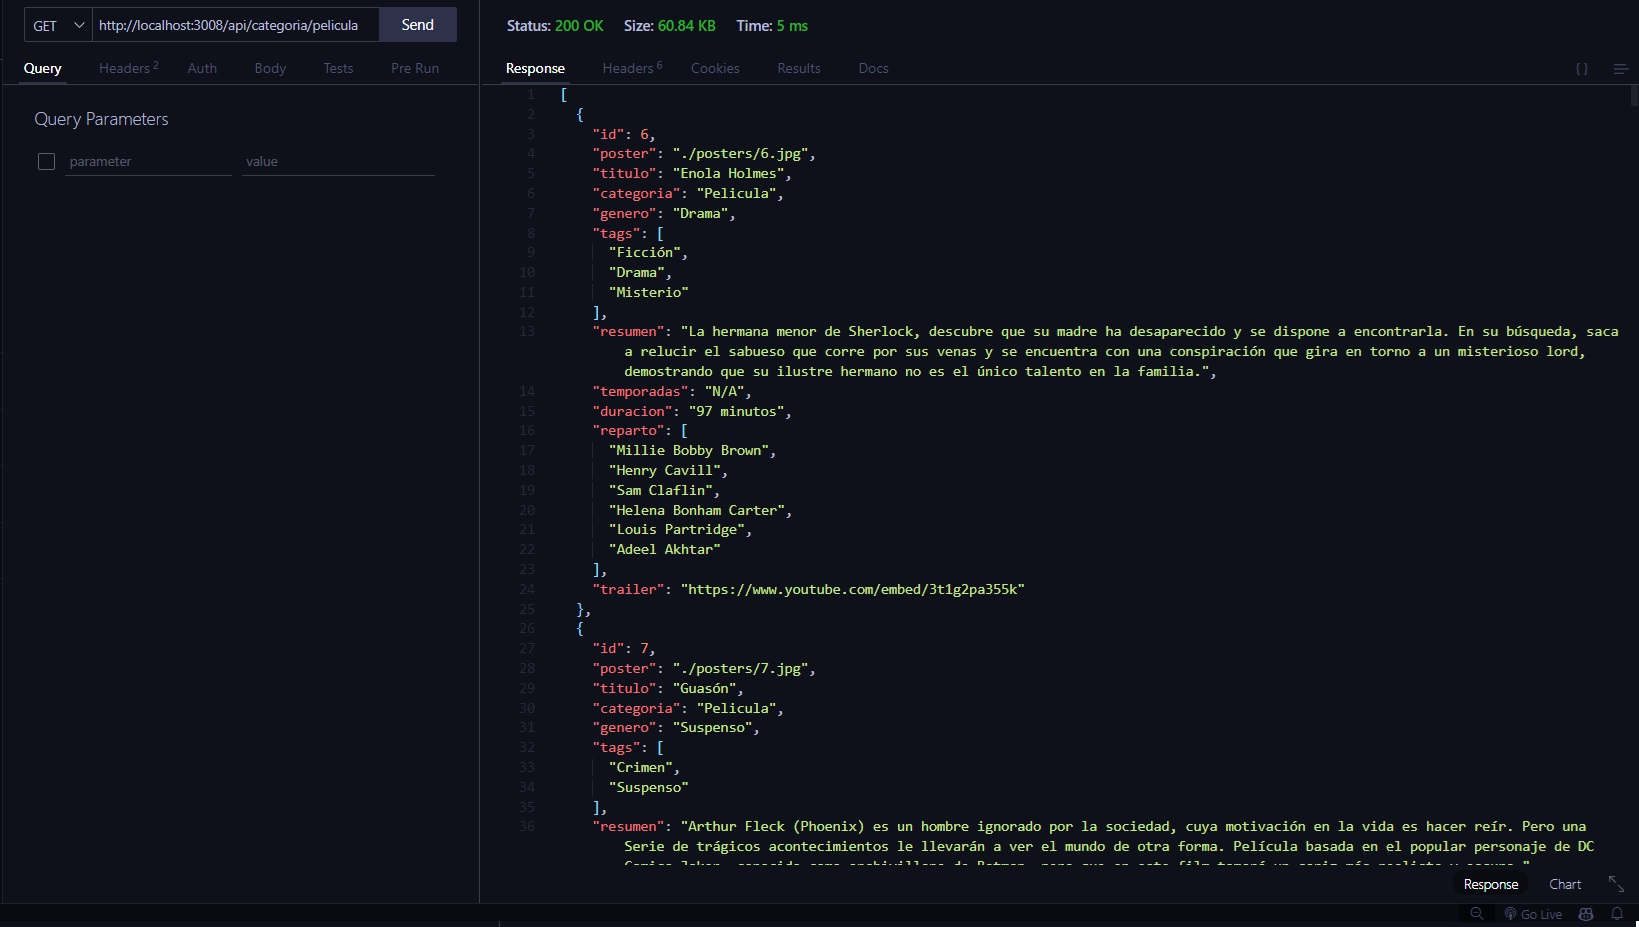 GET http://localhost:3008/api/categoria/pelicula Send
Query Headers 2 Auth Body Tests Pre Run
Query Parameters
parameter value
Status: 200 OK Size: 60.84 KB Time: 5 ms
Response Headers 6 Cookies Results Docs { }
1 [
2 {
3 "id": 6,
4 "poster": "./posters/6.jpg",
5 "titulo": "Enola Holmes",
6 "categoria": "Pelicula",
7 "genero": "Drama",
8 "tags": [
9 "Ficción",
10 "Drama",
11 "Misterio"
12 ],
13 "resumen": "La hermana menor de Sherlock, descubre que su madre ha desaparecido y se dispone a encontrarla. En su búsqueda, saca
a relucir el sabueso que corre por sus venas y se encuentra con una conspiración que gira en torno a un misterioso lord,
demostrando que su ilustre hermano no es el único talento en la familia.",
14 "temporadas": "N/A",
15 "duracion": "97 minutos",
16 "reparto": [
17 "Millie Bobby Brown",
18 "Henry Cavill",
19 "Sam Claflin",
20 "Helena Bonham Carter",
21 "Louis Partridge",
22 "Adeel Akhtar"
23 ],
24 "trailer": "https://www.youtube.com/embed/3t1g2pa355k"
25 },
26 {
27 "id": 7,
28 "poster": "./posters/7.jpg",
29 "titulo": "Guasón",
30 "categoria": "Pelicula",
31 "genero": "Suspenso",
32 "tags": [
33 "Crimen",
34 "Suspenso"
35 ],
36 "resumen": "Arthur Fleck (Phoenix) es un hombre ignorado por la sociedad, cuya motivación en la vida es hacer reír. Pero una
Serie de trágicos acontecimientos le llevarán a ver el mundo de otra forma. Película basada en el popular personaje de DC
Response Chart
Go Live